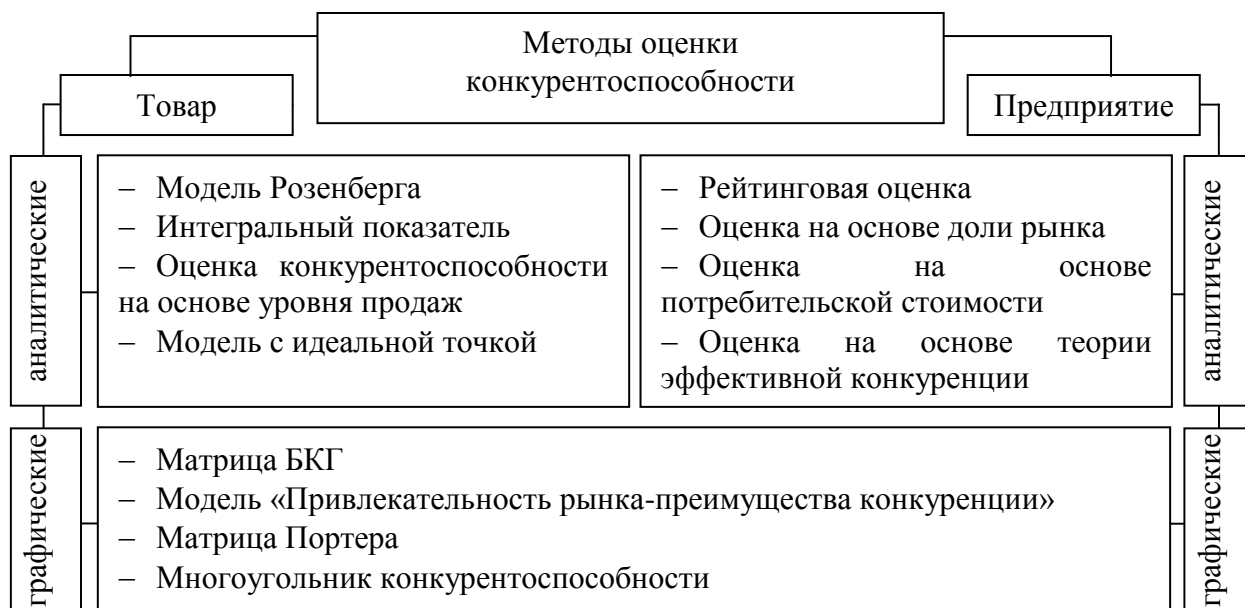 Методы оценки
конкурентоспособности
Товар
Предприятие
аналитические
– Модель Розенберга
– Интегральный показатель
– Оценка конкурентоспособности
на основе уровня продаж
– Модель с идеальной точкой
– Рейтинговая оценка
– Оценка на основе доли рынка
– Оценка на основе
потребительской стоимости
– Оценка на основе теории
эффективной конкуренции
аналитические
графические
– Матрица БКГ
– Модель «Привлекательность рынка-преимущества конкуренции»
– Матрица Портера
– Многоугольник конкурентоспособности
графические